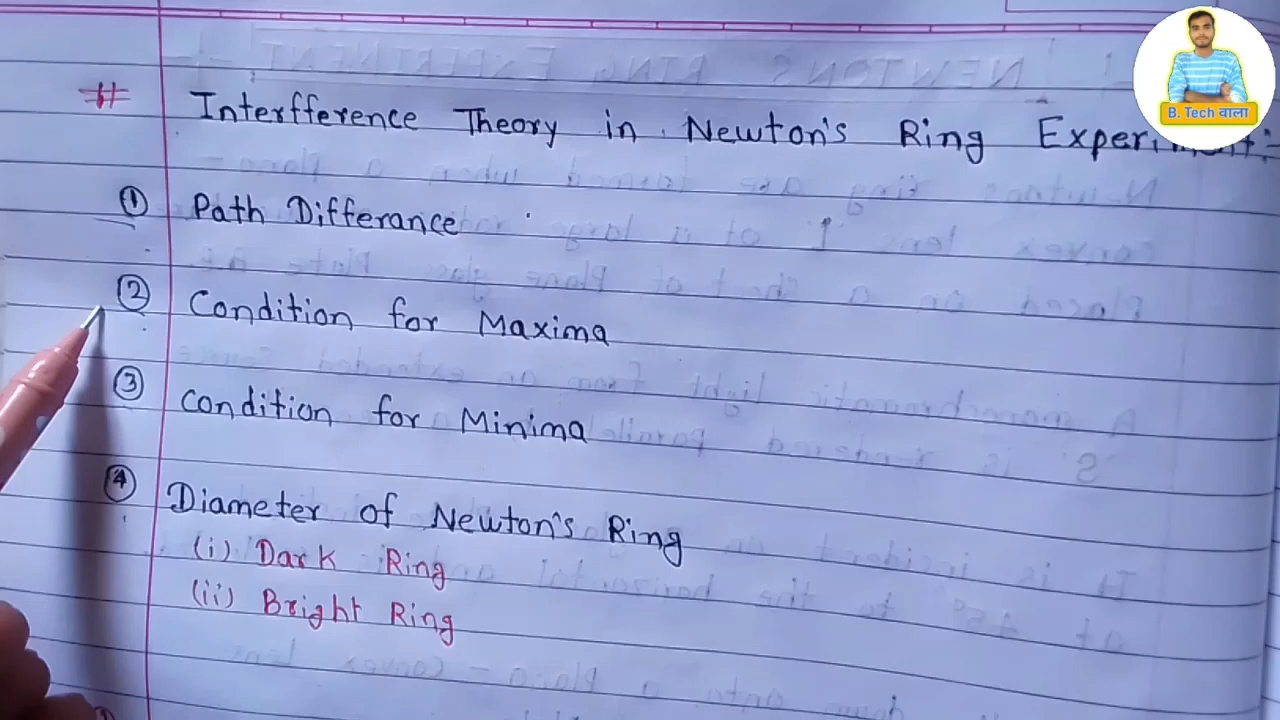 # Interfference Theory in Newton's Ring Experiment:-
① Path Differance
② Condition for Maxima
③ Condition for Minima
④ Diameter of Newton's Ring
(i) Dark Ring
(ii) Bright Ring
B. Tech वाला